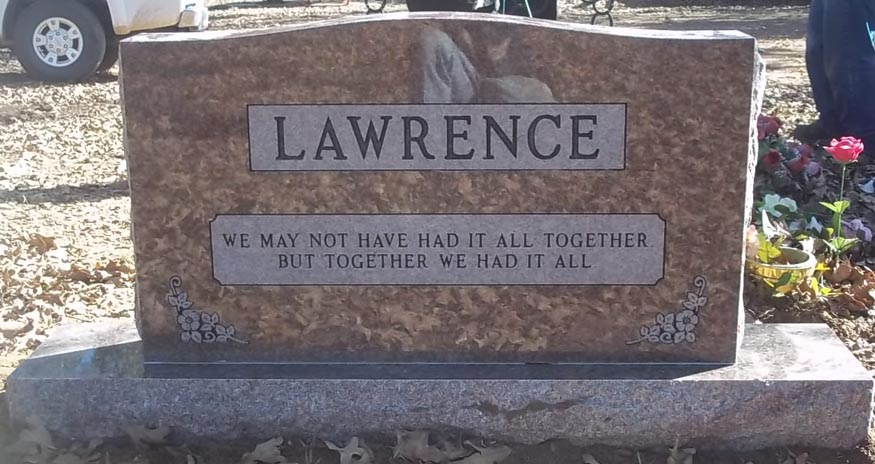 LAWRENCE
WE MAY NOT HAVE HAD IT ALL TOGETHER
BUT TOGETHER WE HAD IT ALL